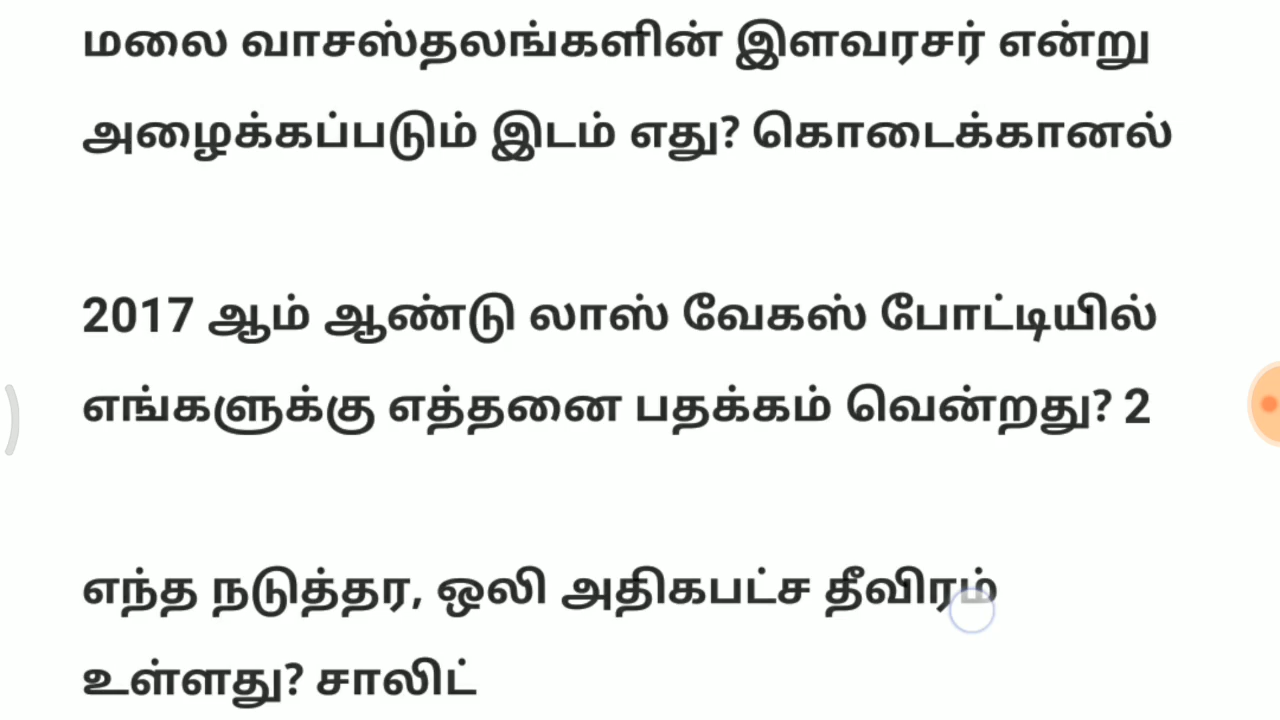 மலை வாசஸ்தலங்களின் இளவரசர் என்று
அழைக்கப்படும் இடம் எது? கொடைக்கானல்
2017 ஆம் ஆண்டு லாஸ் வேகஸ் போட்டியில்
எங்களுக்கு எத்தனை பதக்கம் வென்றது? 2
எந்த நடுத்தர, ஒலி அதிகபட்ச தீவிரம்
உள்ளது? சாலிட்